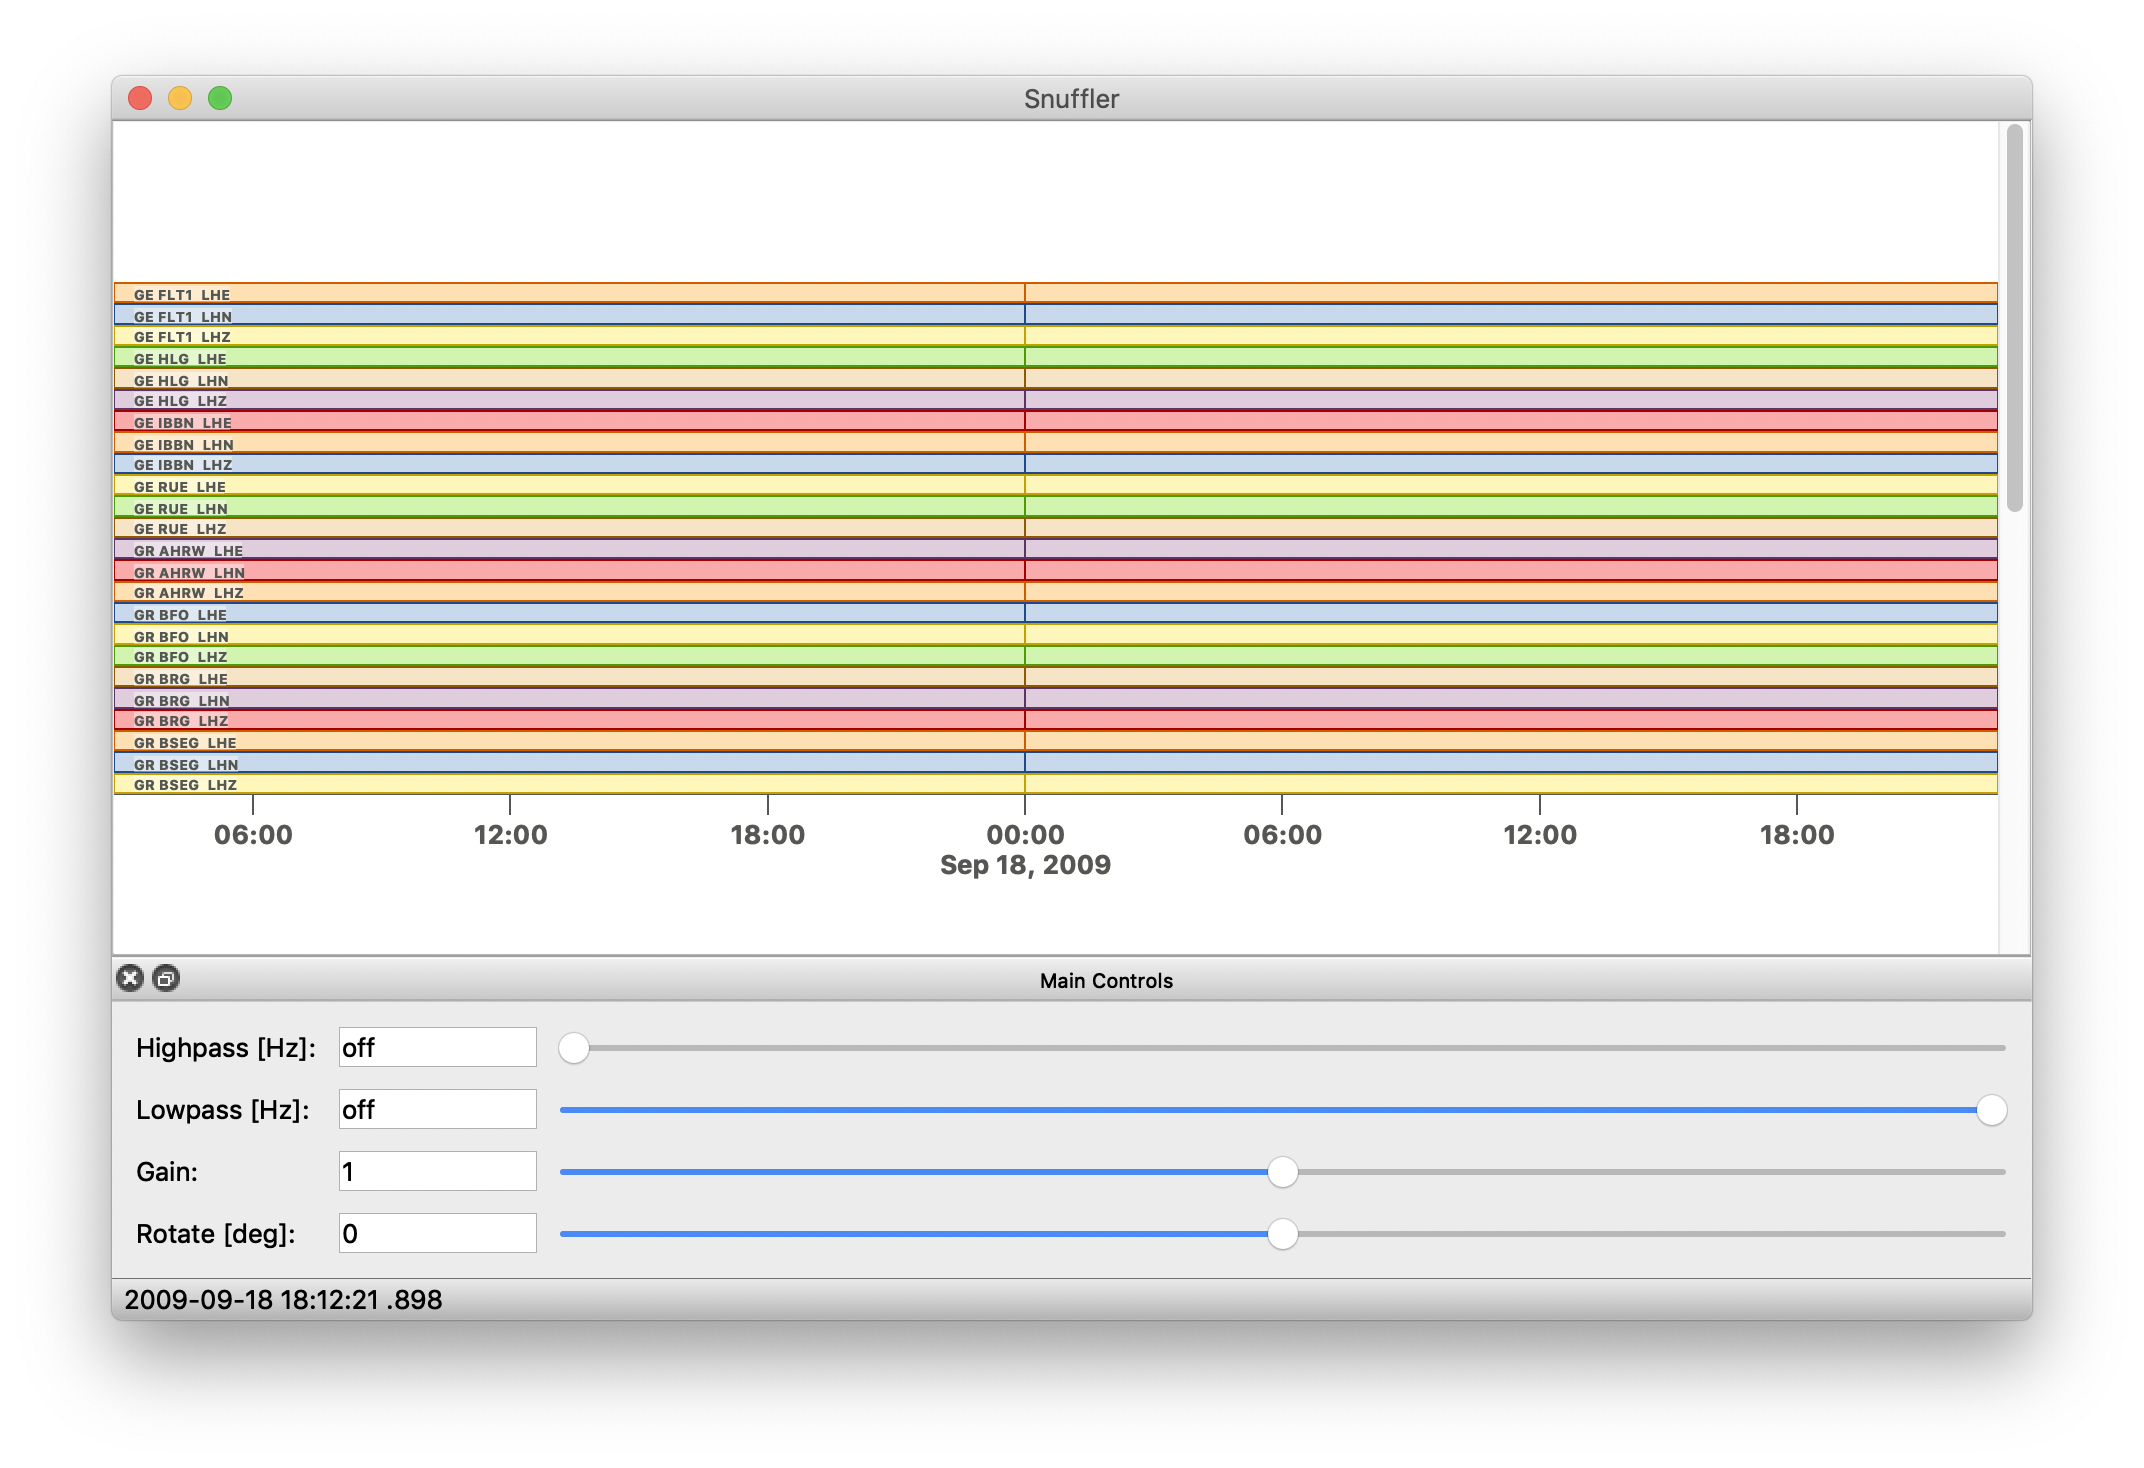 Snuffler
GE FLT1 LHE
GE FLT1 LHN
GE FLT1 LHZ
GE HLG LHE
GE HLG LHN
GE HLG LHZ
GE IBBN LHE
GE IBBN LHN
GE IBBN LHZ
GE RUE LHE
GE RUE LHN
GE RUE LHZ
GR AHRW LHE
GR AHRW LHN
GR AHRW LHZ
GR BFO LHE
GR BFO LHN
GR BFO LHZ
GR BRG LHE
GR BRG LHN
GR BRG LHZ
GR BSEG LHE
GR BSEG LHN
GR BSEG LHZ
06:00 12:00 18:00 00:00 06:00 12:00 18:00
Sep 18, 2009
Main Controls
Highpass [Hz]: off
Lowpass [Hz]: off
Gain: 1
Rotate [deg]: 0
2009-09-18 18:12:21 .898